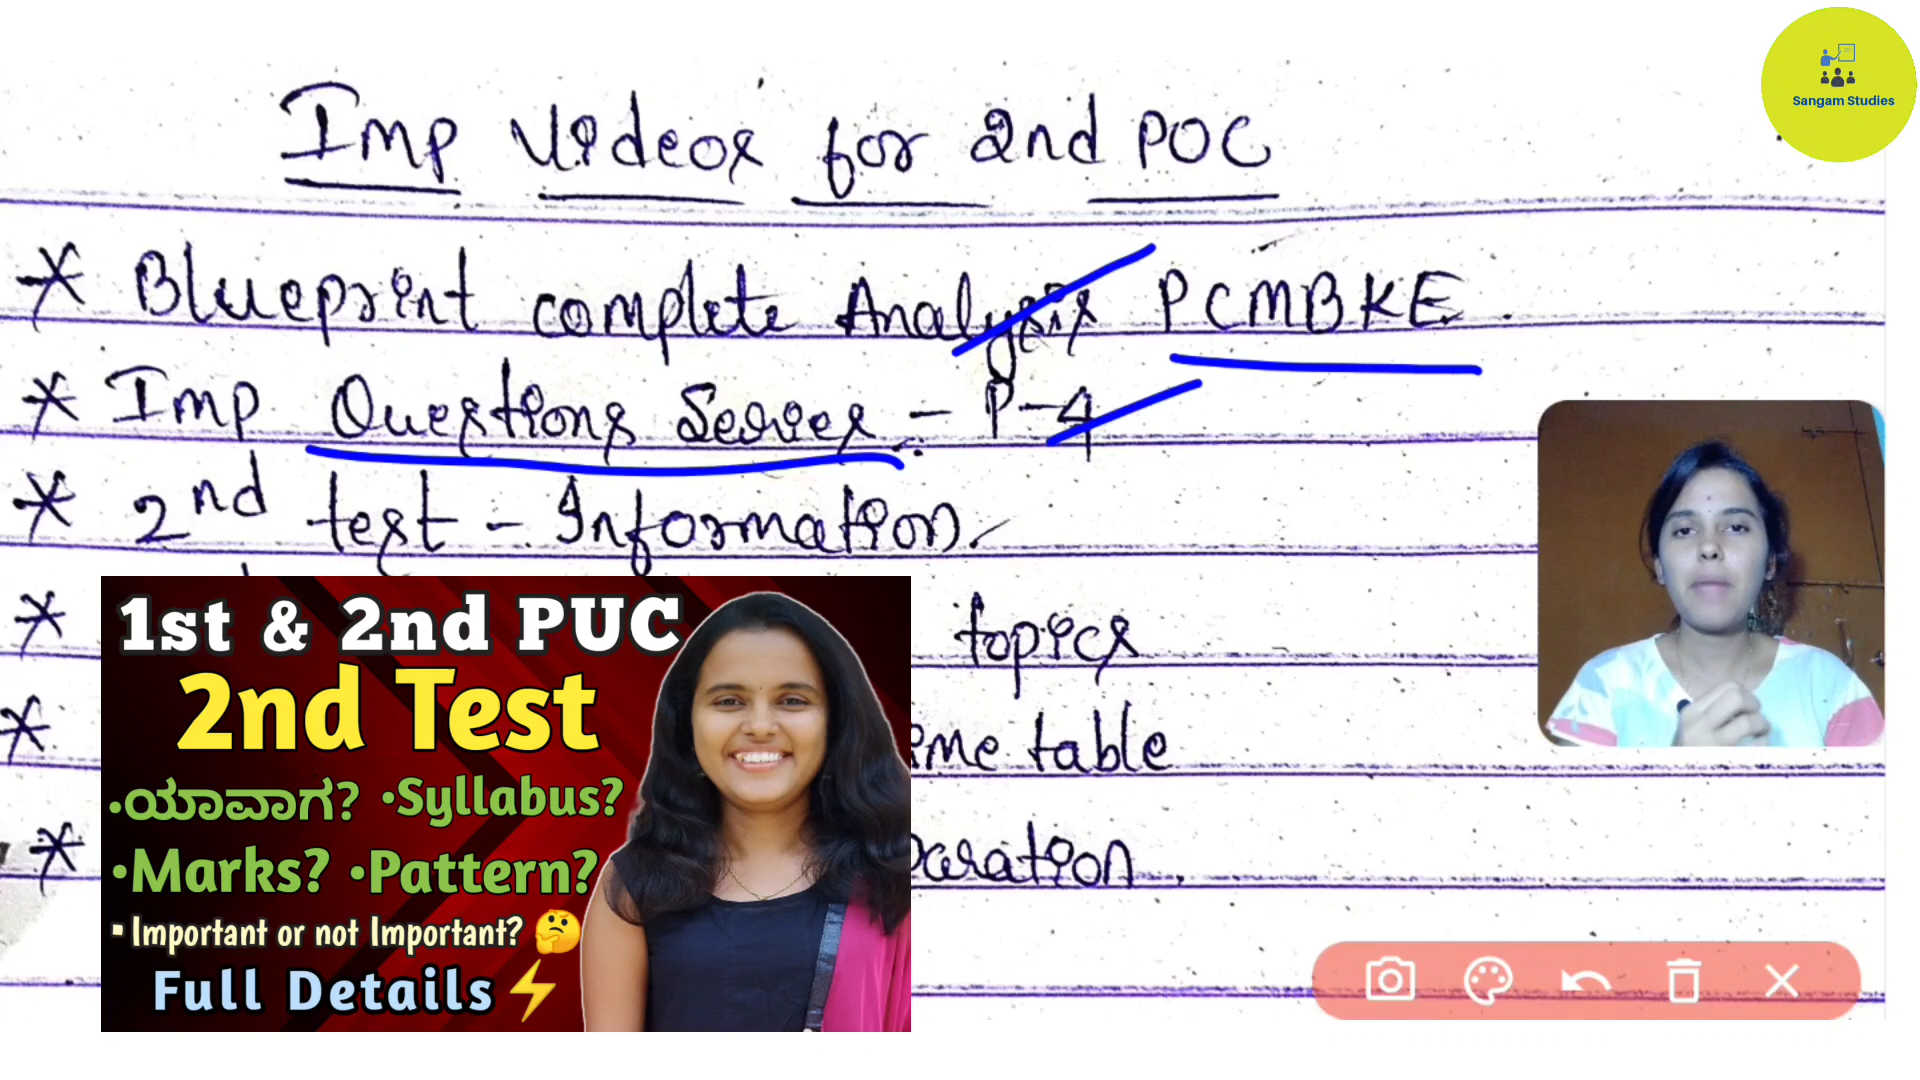 Sangam Studies
Imp Videos for 2nd PUC
* Blueprint complete Analysis PCMBKE.
* Imp Questions Series - P-4
* 2nd test - Information.
* topics
* ime table
* paration.
1st & 2nd PUC
2nd Test
•ಯಾವಾಗ? •Syllabus?
•Marks? •Pattern?
▪ Important or not Important? 🤔
Full Details ⚡